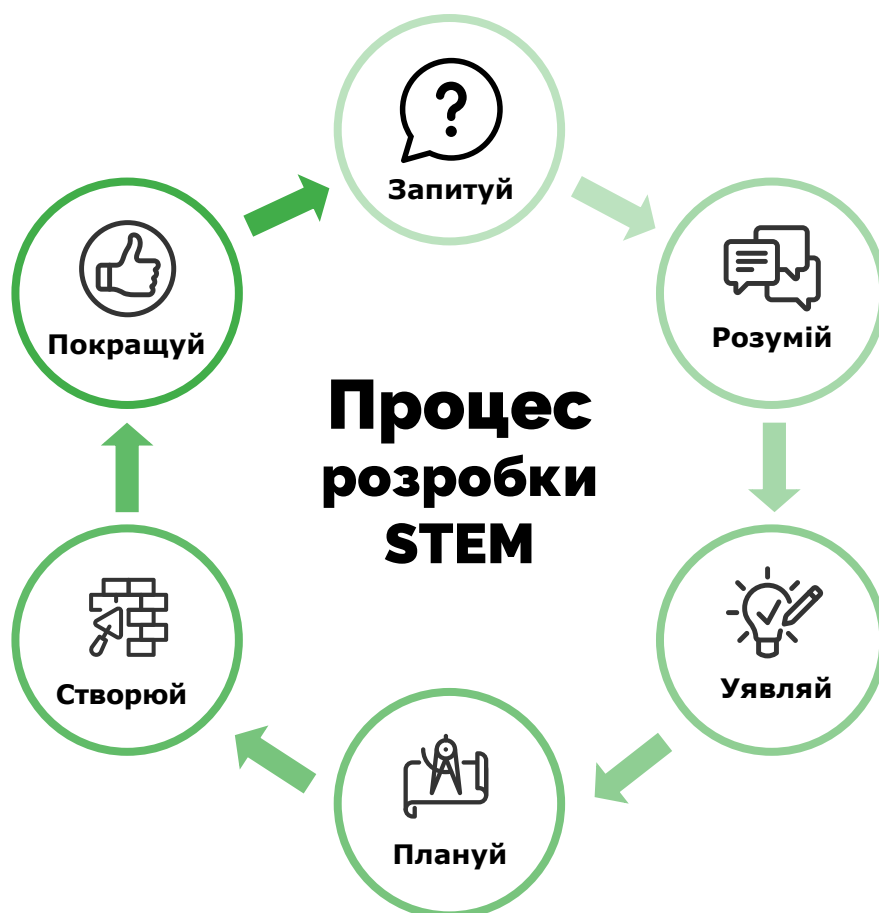 Запитуй
Розумій
Уявляй
Плануй
Створюй
Покращуй
Процес
розробки
STEM